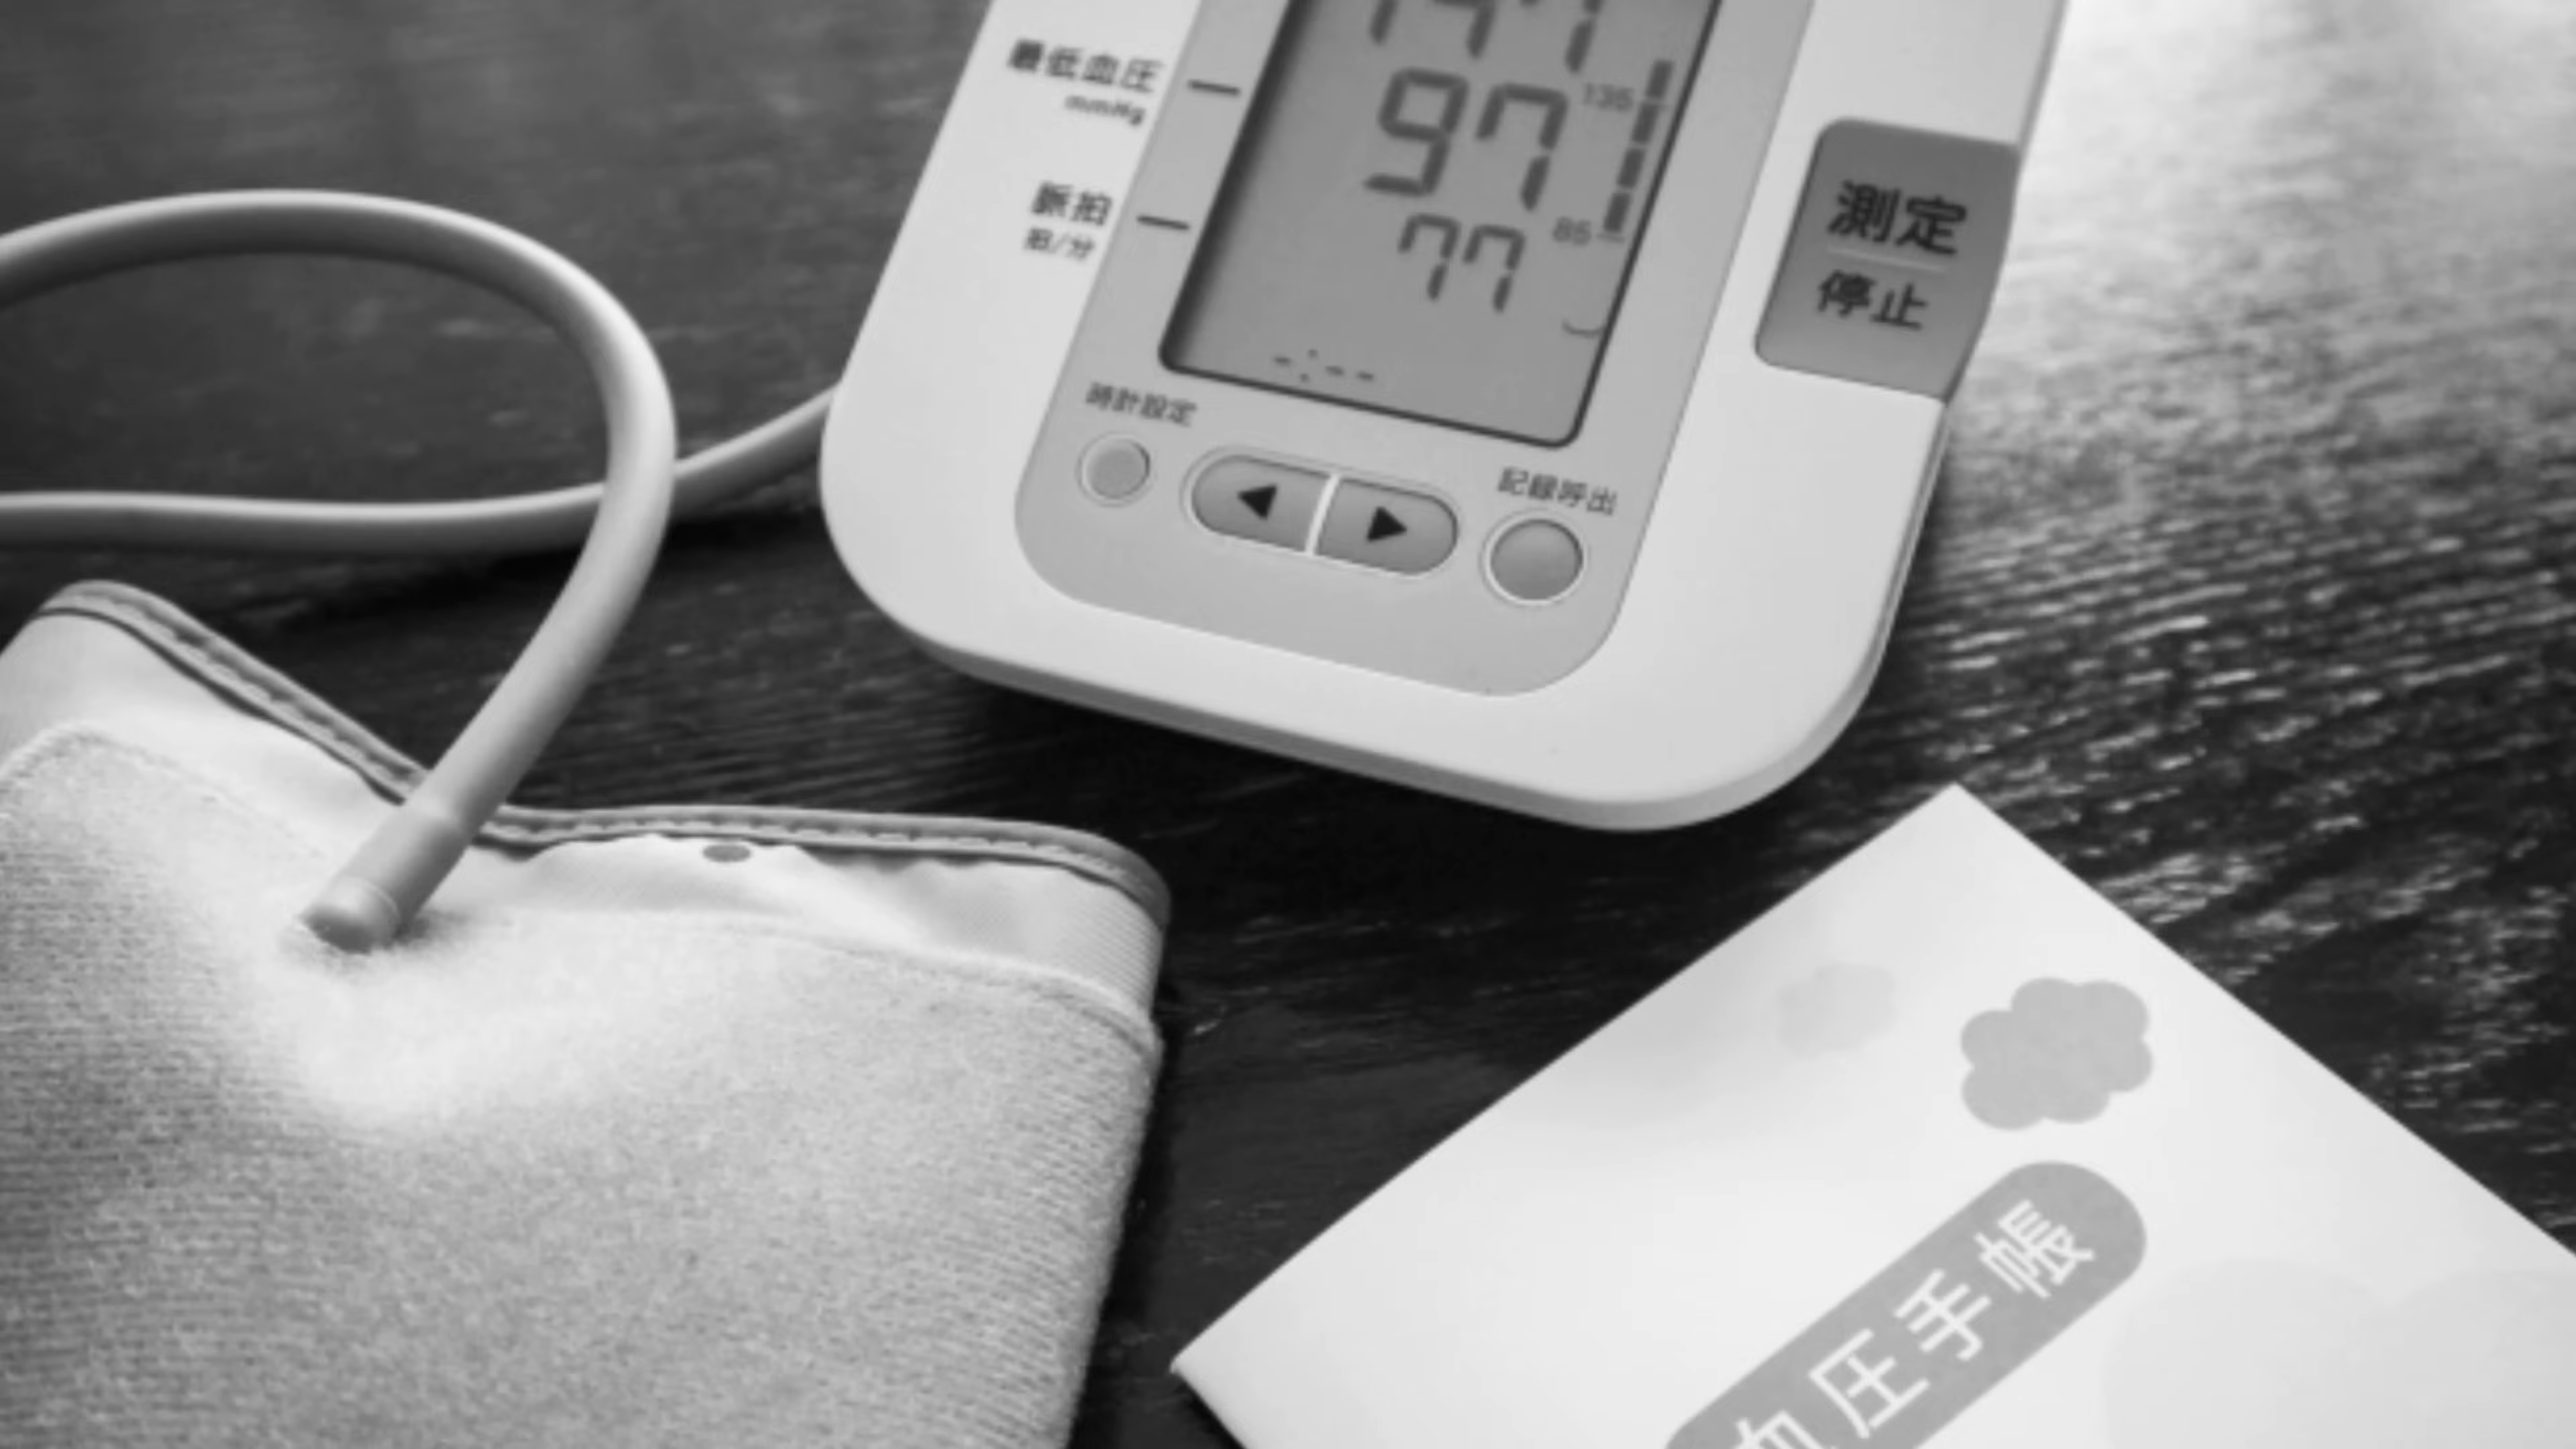 最低血圧
mmHg
97
135
脈拍
拍/分
77
85
-:--
測定
停止
時計設定
◀ ▶
記録呼出
血圧手帳